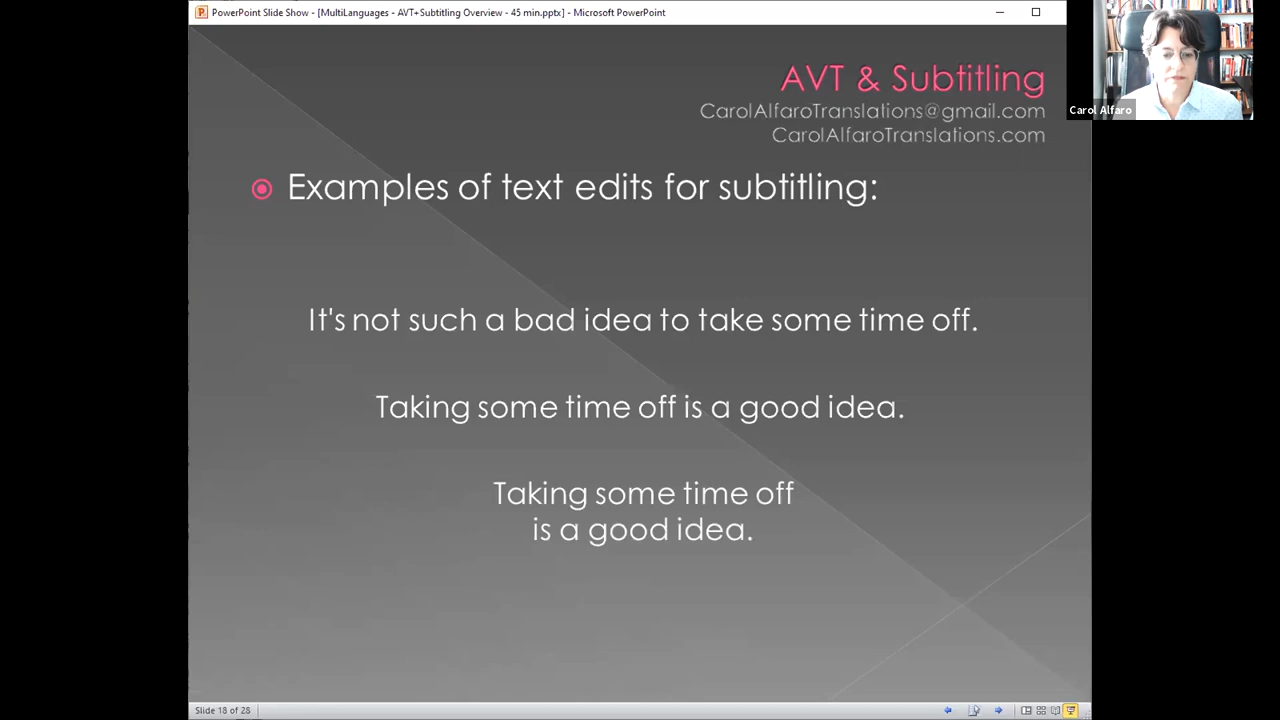 PowerPoint Slide Show - [MultiLanguages - AVT+Subtitling Overview - 45 min.pptx] - Microsoft PowerPoint
AVT & Subtitling
CarolAlfaroTranslations@gmail.com
CarolAlfaroTranslations.com
Carol Alfaro
Examples of text edits for subtitling:
It's not such a bad idea to take some time off.
Taking some time off is a good idea.
Taking some time off
is a good idea.
Slide 18 of 28